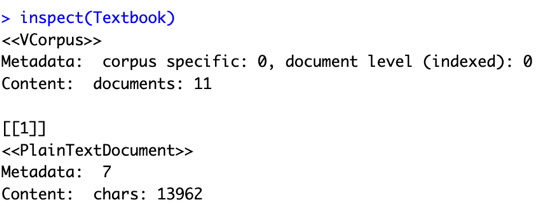 > inspect(Textbook)
<<VCorpus>>
Metadata:  corpus specific: 0, document level (indexed): 0
Content:  documents: 11

[[1]]
<<PlainTextDocument>>
Metadata:  7
Content:  chars: 13962